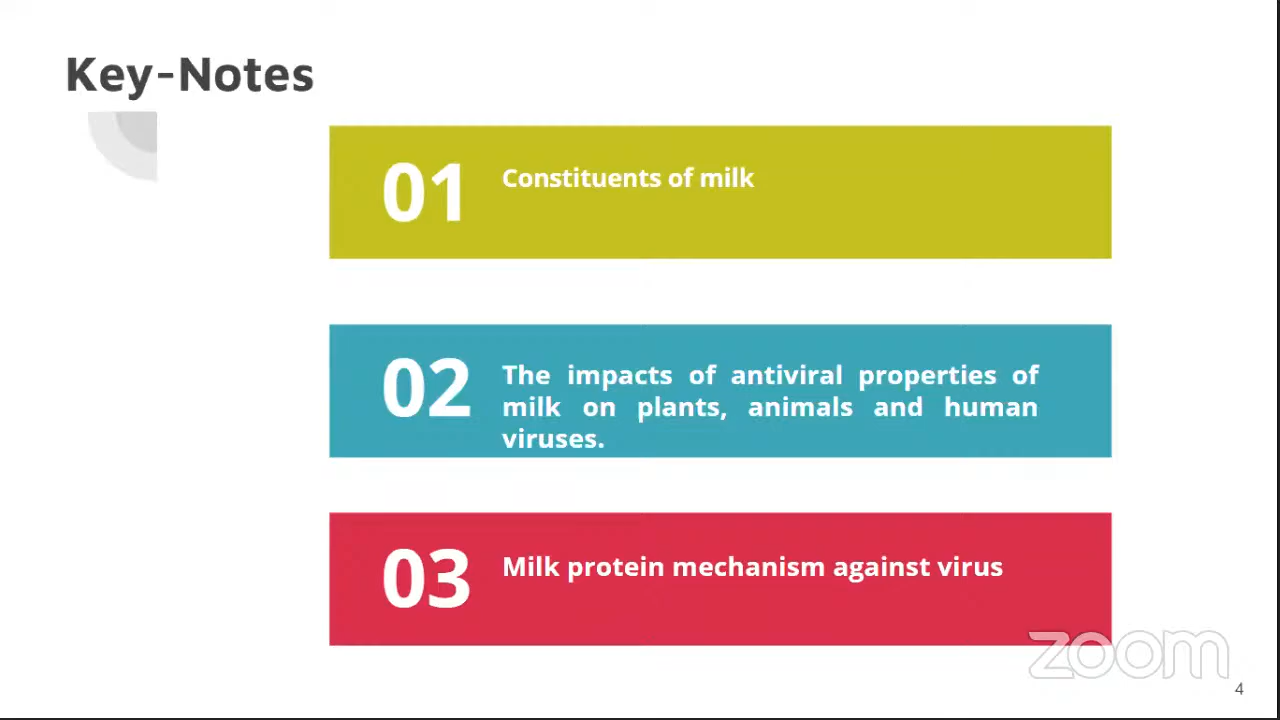 Key-Notes
01
Constituents of milk
02
The impacts of antiviral properties of
milk on plants, animals and human
viruses.
03
Milk protein mechanism against virus
zoom
4